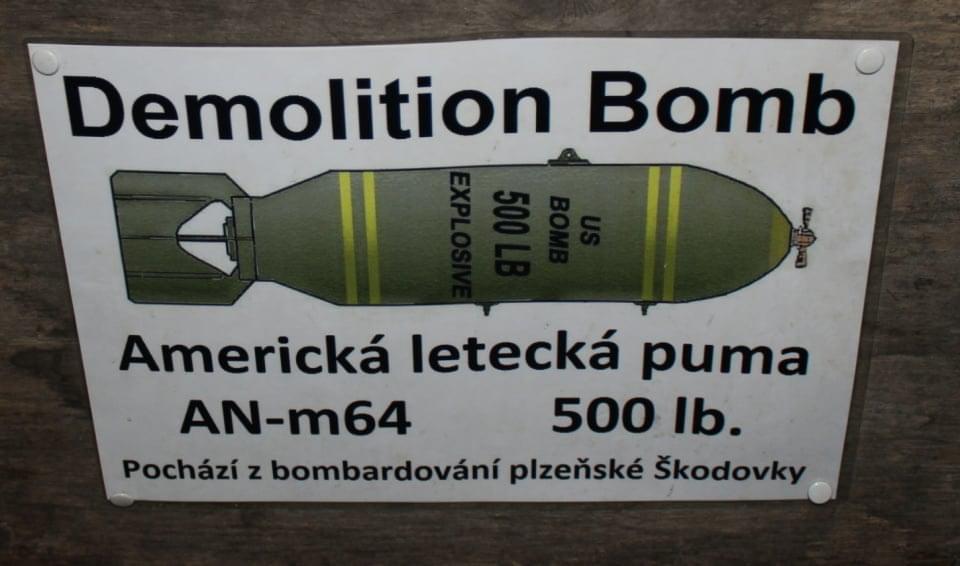 Demolition Bomb
US
BOMB
500 LB
EXPLOSIVE
Americká letecká puma
AN-m64 500 lb.
Pochází z bombardování plzeňské Škodovky